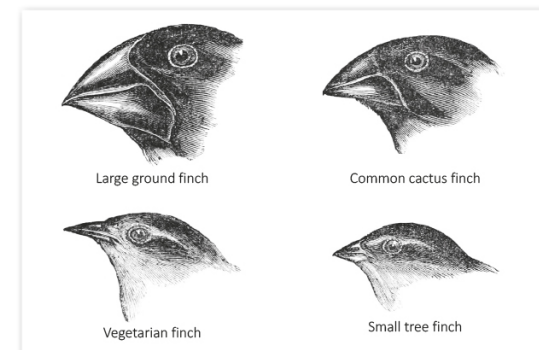 Large ground finch
Common cactus finch
Vegetarian finch
Small tree finch